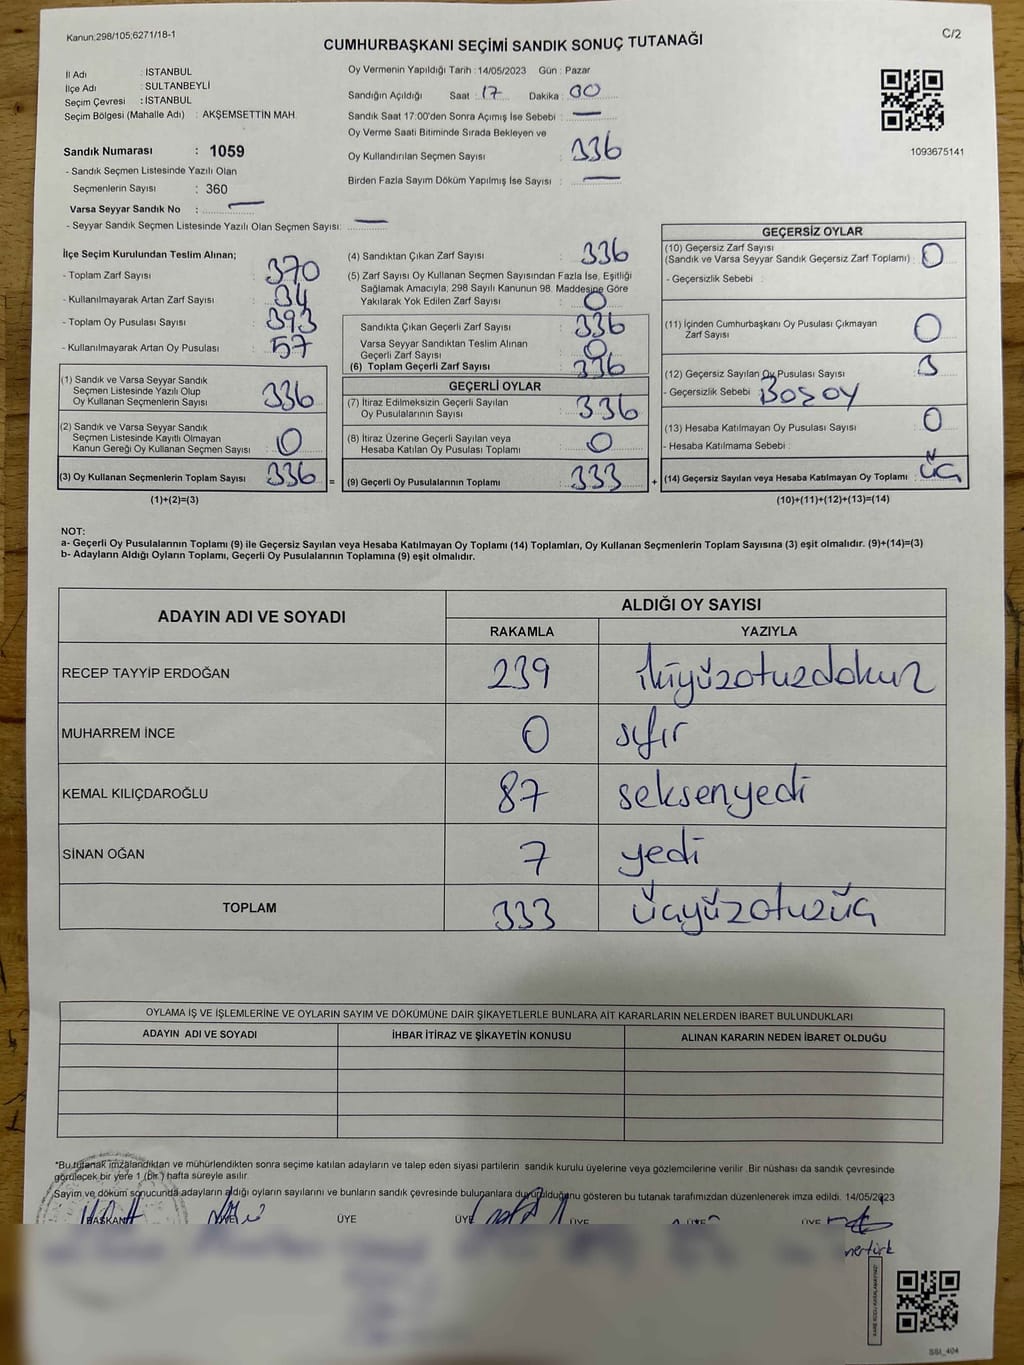 Kanun;298/105;6271/18-1
C/2
CUMHURBAŞKANI SEÇİMİ SANDIK SONUÇ TUTANAĞI
İl Adı : İSTANBUL
İlçe Adı : SULTANBEYLİ
Seçim Çevresi : İSTANBUL
Seçim Bölgesi (Mahalle Adı) : AKŞEMSETTİN MAH.
Sandık Numarası : 1059
- Sandık Seçmen Listesinde Yazılı Olan
Seçmenlerin Sayısı : 360
Varsa Seyyar Sandık No : —
- Seyyar Sandık Seçmen Listesinde Yazılı Olan Seçmen Sayısı: —
Oy Vermenin Yapıldığı Tarih : 14/05/2023 Gün : Pazar
Sandığın Açıldığı Saat : 17 Dakika : 00
Sandık Saat 17:00'den Sonra Açımış İse Sebebi : —
Oy Verme Saati Bitiminde Sırada Bekleyen ve
Oy Kullandırılan Seçmen Sayısı : 336
Birden Fazla Sayım Döküm Yapılmış İse Sayısı : —
1093675141
İlçe Seçim Kurulundan Teslim Alınan;
- Toplam Zarf Sayısı : 370
- Kullanılmayarak Artan Zarf Sayısı : 34
- Toplam Oy Pusulası Sayısı : 393
- Kullanılmayarak Artan Oy Pusulası : 57
(1) Sandık ve Varsa Seyyar Sandık
Seçmen Listesinde Yazılı Olup
Oy Kullanan Seçmenlerin Sayısı : 336
(2) Sandık ve Varsa Seyyar Sandık
Seçmen Listesinde Kayıtlı Olmayan
Kanun Gereği Oy Kullanan Seçmen Sayısı : 0
(3) Oy Kullanan Seçmenlerin Toplam Sayısı : 336 =
(1)+(2)=(3)
(4) Sandıktan Çıkan Zarf Sayısı : 336
(5) Zarf Sayısı Oy Kullanan Seçmen Sayısından Fazla İse, Eşitliği
Sağlamak Amacıyla, 298 Sayılı Kanunun 98. Maddesine Göre
Yakılarak Yok Edilen Zarf Sayısı : 0
Sandıkta Çıkan Geçerli Zarf Sayısı : 336
Varsa Seyyar Sandıktan Teslim Alınan
Geçerli Zarf Sayısı : 0
(6) Toplam Geçerli Zarf Sayısı : 336
GEÇERLİ OYLAR
(7) İtiraz Edilmeksizin Geçerli Sayılan
Oy Pusulalarının Sayısı : 336
(8) İtiraz Üzerine Geçerli Sayılan veya
Hesaba Katılan Oy Pusulası Toplamı : 0
(9) Geçerli Oy Pusulalarının Toplamı : 333 +
GEÇERSİZ OYLAR
(10) Geçersiz Zarf Sayısı
(Sandık ve Varsa Seyyar Sandık Geçersiz Zarf Toplamı) : 0
- Geçersizlik Sebebi :
(11) İçinden Cumhurbaşkanı Oy Pusulası Çıkmayan
Zarf Sayısı : 0
(12) Geçersiz Sayılan Oy Pusulası Sayısı : 3
- Geçersizlik Sebebi : Boş oy
(13) Hesaba Katılmayan Oy Pusulası Sayısı : 0
- Hesaba Katılmama Sebebi :
(14) Geçersiz Sayılan veya Hesaba Katılmayan Oy Toplamı : üç
(10)+(11)+(12)+(13)=(14)
NOT:
a- Geçerli Oy Pusulalarının Toplamı (9) ile Geçersiz Sayılan veya Hesaba Katılmayan Oy Toplamı (14) Toplamları, Oy Kullanan Seçmenlerin Toplam Sayısına (3) eşit olmalıdır. (9)+(14)=(3)
b- Adayların Aldığı Oyların Toplamı, Geçerli Oy Pusulalarının Toplamına (9) eşit olmalıdır.
ADAYIN ADI VE SOYADI
ALDIĞI OY SAYISI
RAKAMLA YAZIYLA
RECEP TAYYİP ERDOĞAN 239 ikiyüzotuzdokuz
MUHARREM İNCE 0 sıfır
KEMAL KILIÇDAROĞLU 87 seksenyedi
SİNAN OĞAN 7 yedi
TOPLAM 333 üçyüzotuzüç
OYLAMA İŞ VE İŞLEMLERİNE VE OYLARIN SAYIM VE DÖKÜMÜNE DAİR ŞİKAYETLERLE BUNLARA AİT KARARLARIN NELERDEN İBARET BULUNDUKLARI
ADAYIN ADI VE SOYADI İHBAR İTİRAZ VE ŞİKAYETİN KONUSU ALINAN KARARIN NEDEN İBARET OLDUĞU
*Bu tutanak imzalandıktan ve mühürlendikten sonra seçime katılan adayların ve talep eden siyasi partilerin sandık kurulu üyelerine veya gözlemcilerine verilir. Bir nüshası da sandık çevresinde
görülecek bir yere 1 (bir) hafta süreyle asılır.
Sayım ve döküm sonucunda adayların aldığı oyların sayılarını ve bunların sandık çevresinde bulunanlara duyurulduğunu gösteren bu tutanak tarafımızdan düzenlenerek imza edildi. 14/05/2023
BAŞKAN ÜYE ÜYE ÜYE ÜYE ÜYE ÜYE
KARE KODU KARALAMAYINIZ!
SSI_404